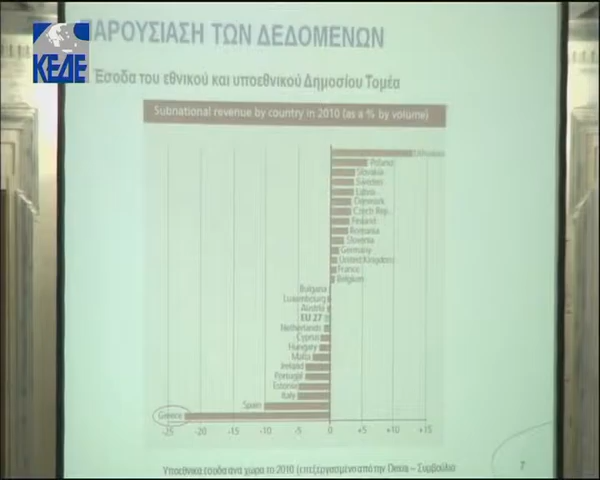 ΠΑΡΟΥΣΙΑΣΗ ΤΩΝ ΔΕΔΟΜΕΝΩΝ
ΚΕΔΕ
Έσοδα του εθνικού και υποεθνικού Δημοσίου Τομέα
Subnational revenue by country in 2010 (as a % by volume)
Poland
Slovakia
Sweden
Latvia
Denmark
Czech Rep.
Finland
Romania
Slovenia
Germany
United Kingdom
France
Belgium
Bulgaria
Luxembourg
Austria
EU 27
Netherlands
Cyprus
Hungary
Malta
Ireland
Portugal
Estonia
Italy
Spain
Greece
-25 -20 -15 -10 -5 0 +5 +10 +15
Υποεθνικά έσοδα ανά χώρα το 2010 (επεξεργασμένο από την Dexia – Συμβούλιο
7